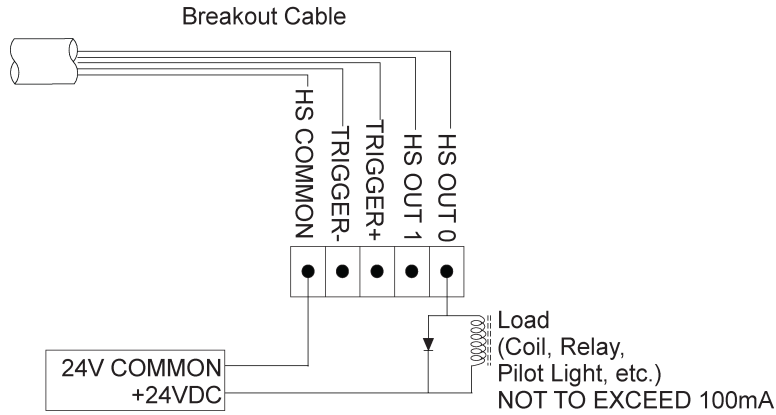 Breakout Cable
HS COMMON
TRIGGER-
TRIGGER+
HS OUT 1
HS OUT 0
Load
(Coil, Relay,
Pilot Light, etc.)
NOT TO EXCEED 100mA
24V COMMON
+24VDC